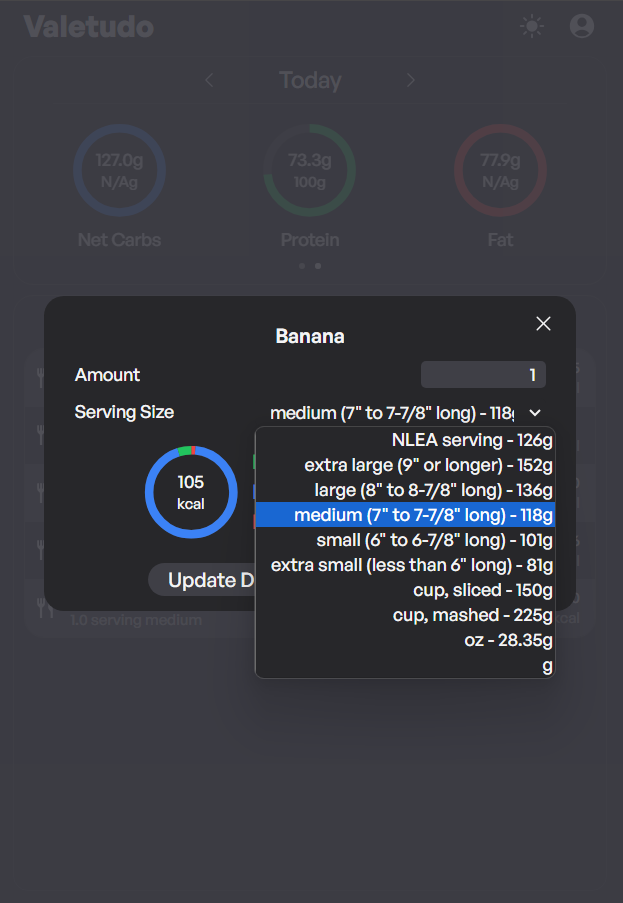 Valetudo
Today
127.0g
N/Ag
Net Carbs
73.3g
100g
Protein
77.9g
N/Ag
Fat
Banana
Amount
1
Serving Size
medium (7" to 7-7/8" long) - 118g
105
kcal
NLEA serving - 126g
extra large (9" or longer) - 152g
large (8" to 8-7/8" long) - 136g
medium (7" to 7-7/8" long) - 118g
small (6" to 6-7/8" long) - 101g
extra small (less than 6" long) - 81g
cup, sliced - 150g
cup, mashed - 225g
oz - 28.35g
g
Update D
1.0 serving medium